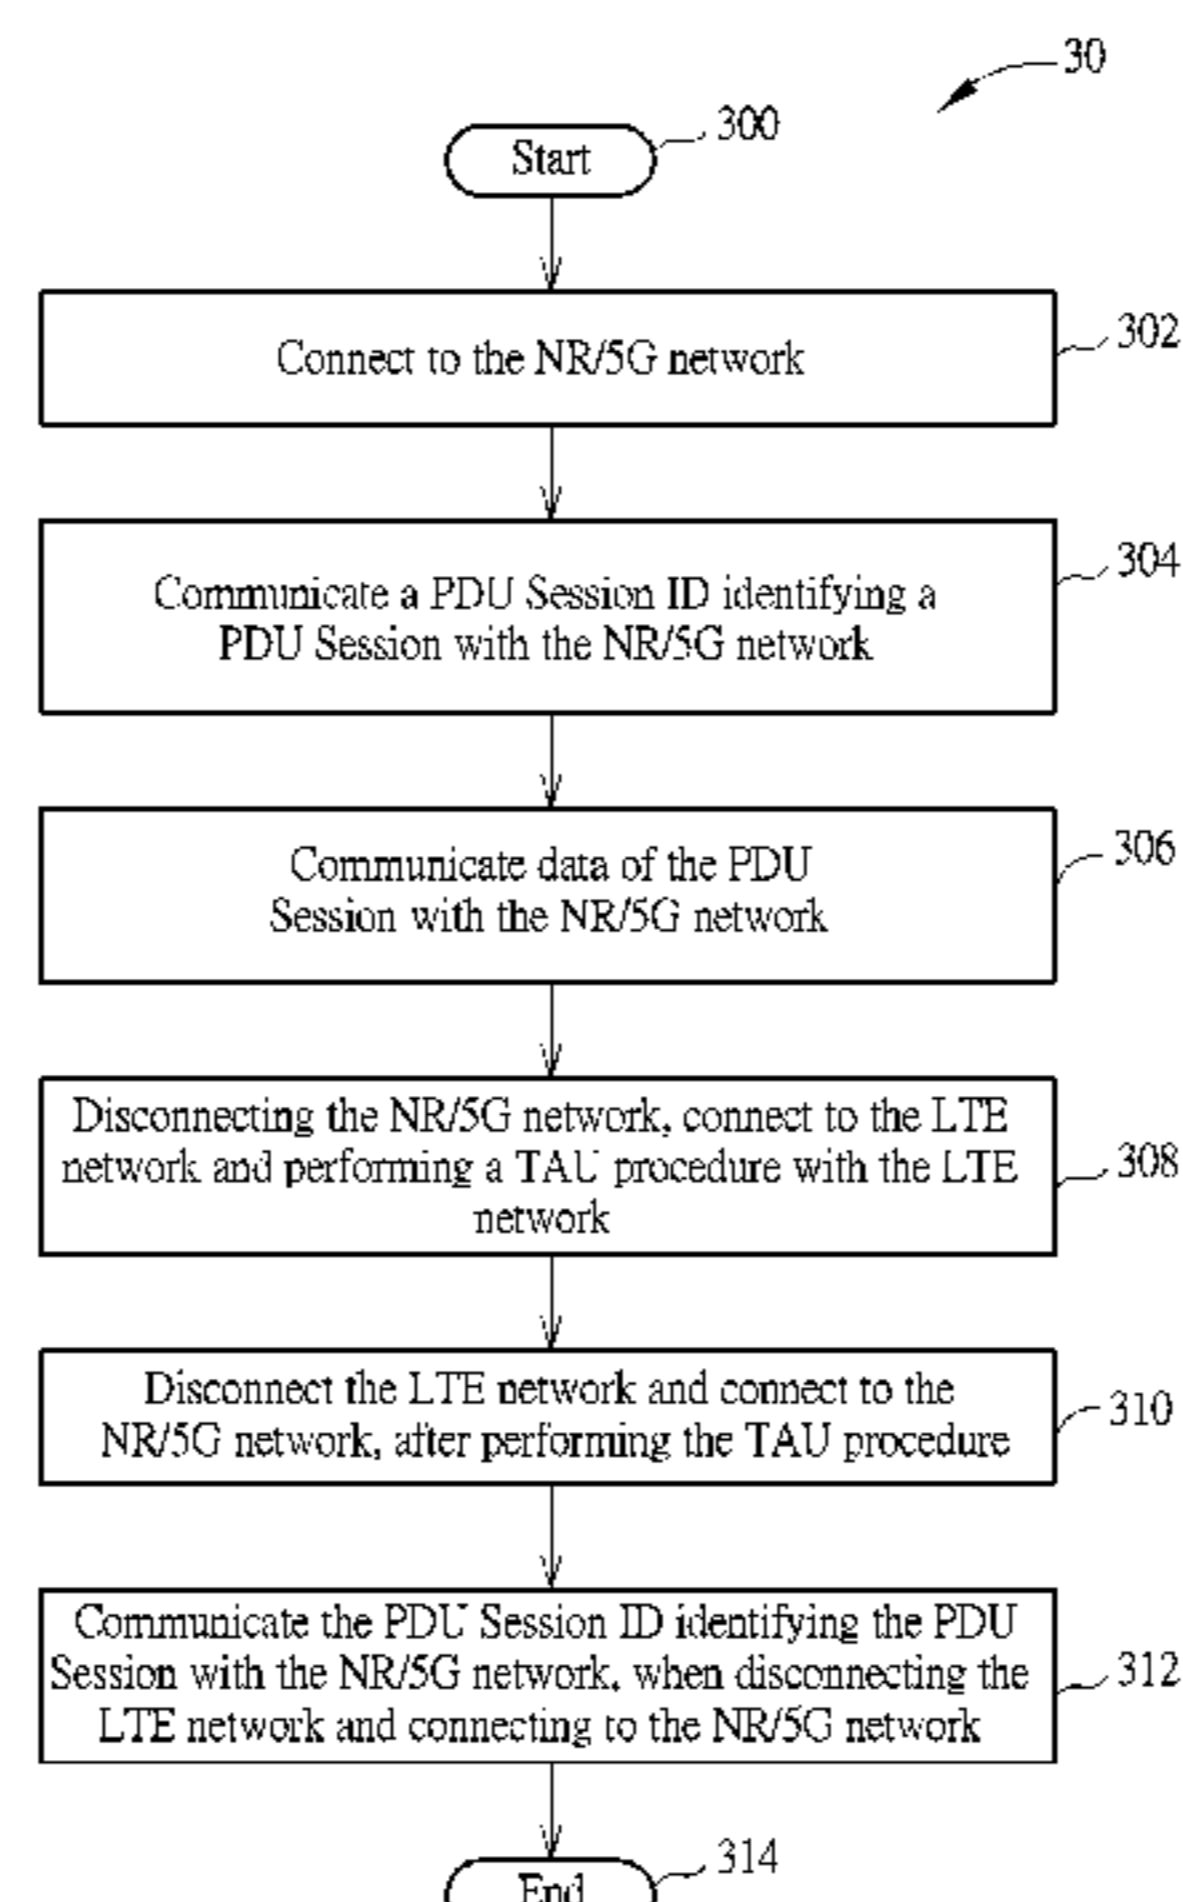 30
Start
300
Connect to the NR/5G network
302
Communicate a PDU Session ID identifying a
PDU Session with the NR/5G network
304
Communicate data of the PDU
Session with the NR/5G network
306
Disconnecting the NR/5G network, connect to the LTE
network and performing a TAU procedure with the LTE
network
308
Disconnect the LTE network and connect to the
NR/5G network, after performing the TAU procedure
310
Communicate the PDU Session ID identifying the PDU
Session with the NR/5G network, when disconnecting the
LTE network and connecting to the NR/5G network
312
End
314